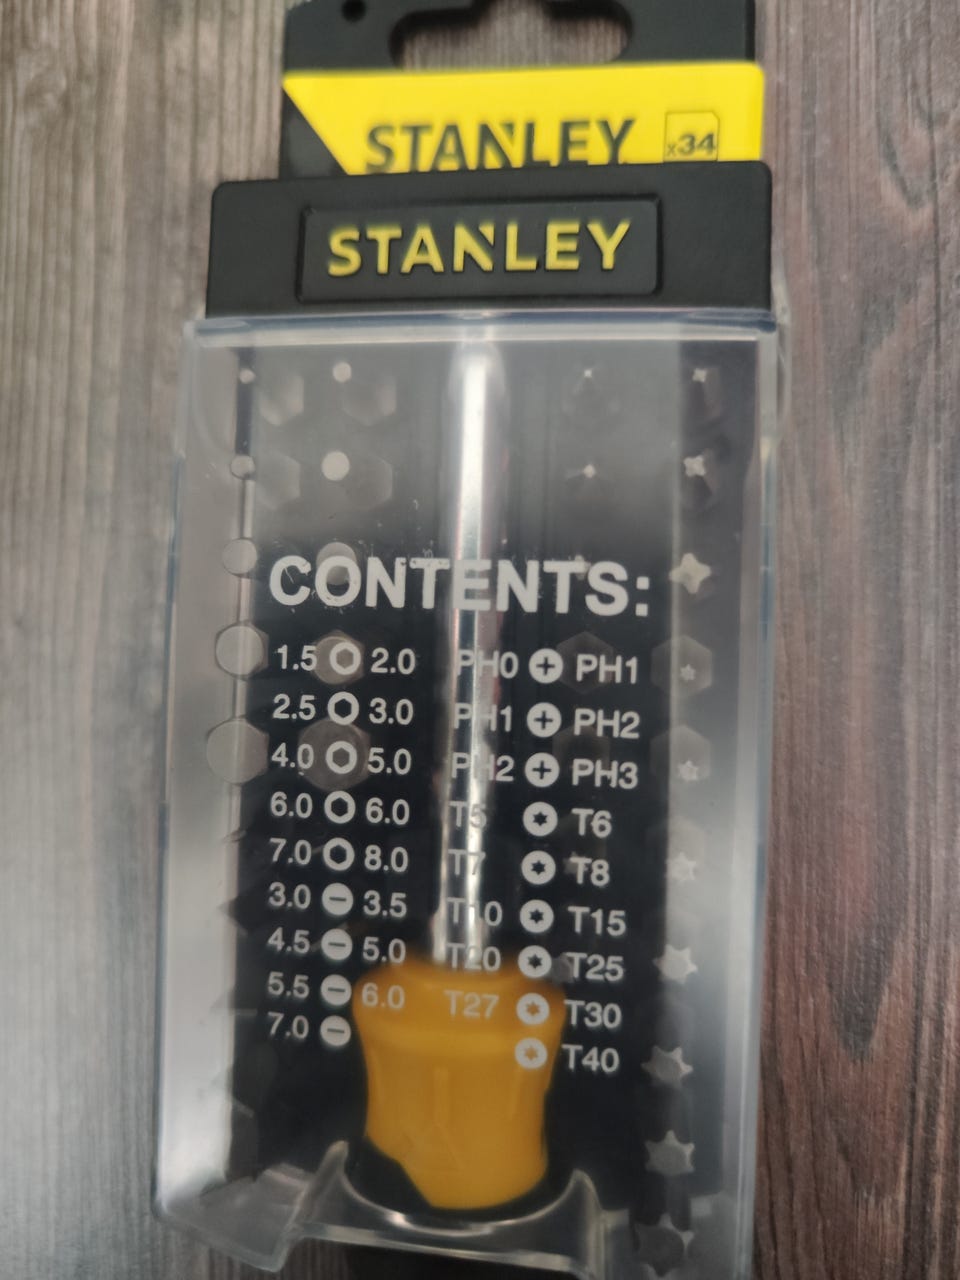 STANLEY x34
STANLEY
CONTENTS:
1.5 2.0 PH0 PH1
2.5 3.0 PH1 PH2
4.0 5.0 PH2 PH3
6.0 6.0 T5 T6
7.0 8.0 T7 T8
3.0 3.5 T10 T15
4.5 5.0 T20 T25
5.5 6.0 T27 T30
7.0 T40